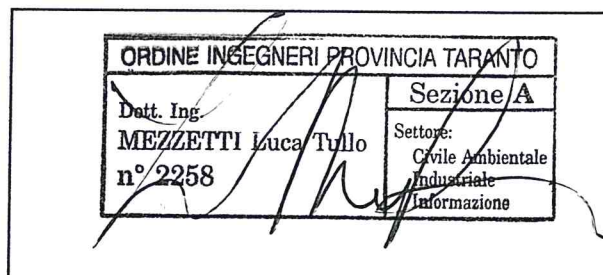 ORDINE INGEGNERI PROVINCIA TARANTO
Dott. Ing.
MEZZETTI Luca Tullo
n° 2258
Sezione A
Settore:
Civile Ambientale
Industriale
Informazione